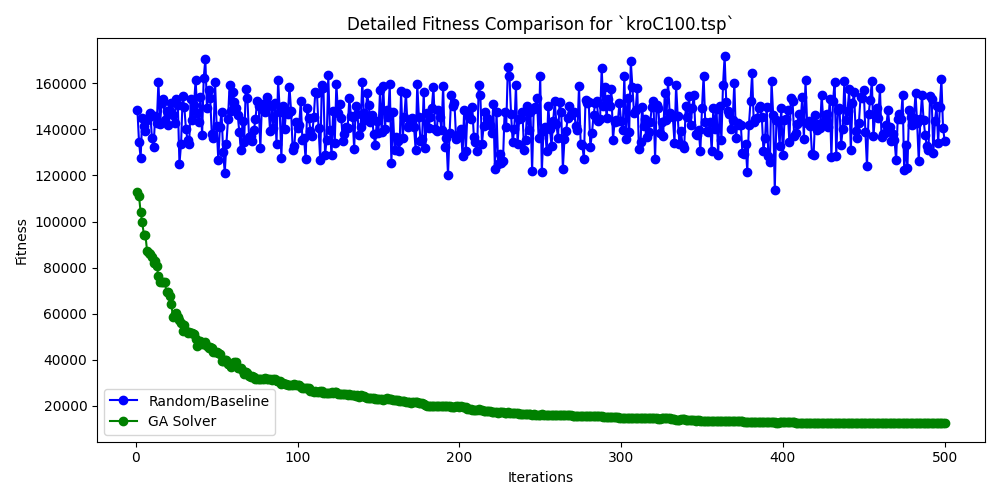 Detailed Fitness Comparison for `kroC100.tsp`
Fitness
160000
140000
120000
100000
80000
60000
40000
20000
Random/Baseline
GA Solver
0
100
200
300
400
500
Iterations